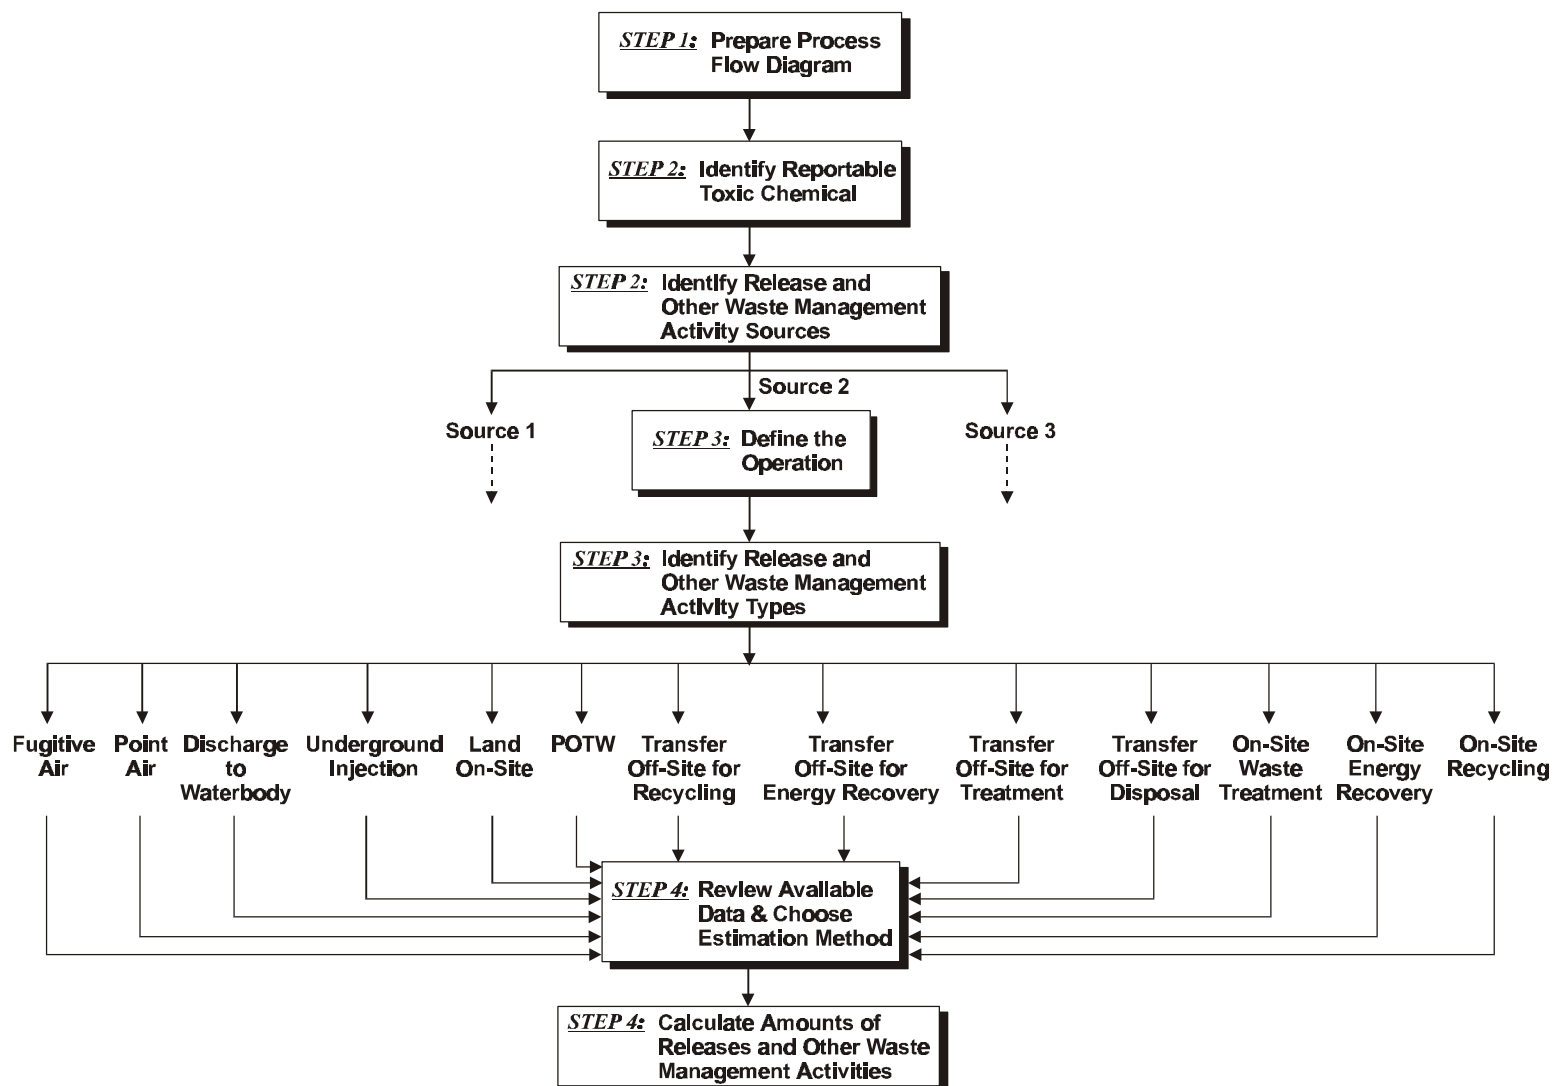 STEP 1: Prepare Process
Flow Diagram
STEP 2: Identify Reportable
Toxic Chemical
STEP 2: Identify Release and
Other Waste Management
Activity Sources
Source 2
Source 1
STEP 3: Define the
Operation
Source 3
STEP 3: Identify Release and
Other Waste Management
Activity Types
Fugitive
Air
Point
Air
Discharge
to
Waterbody
Underground
Injection
Land
On-Site
POTW
Transfer
Off-Site for
Recycling
Transfer
Off-Site for
Energy Recovery
Transfer
Off-Site for
Treatment
Transfer
Off-Site for
Disposal
On-Site
Waste
Treatment
On-Site
Energy
Recovery
On-Site
Recycling
STEP 4: Review Available
Data & Choose
Estimation Method
STEP 4: Calculate Amounts of
Releases and Other Waste
Management Activities